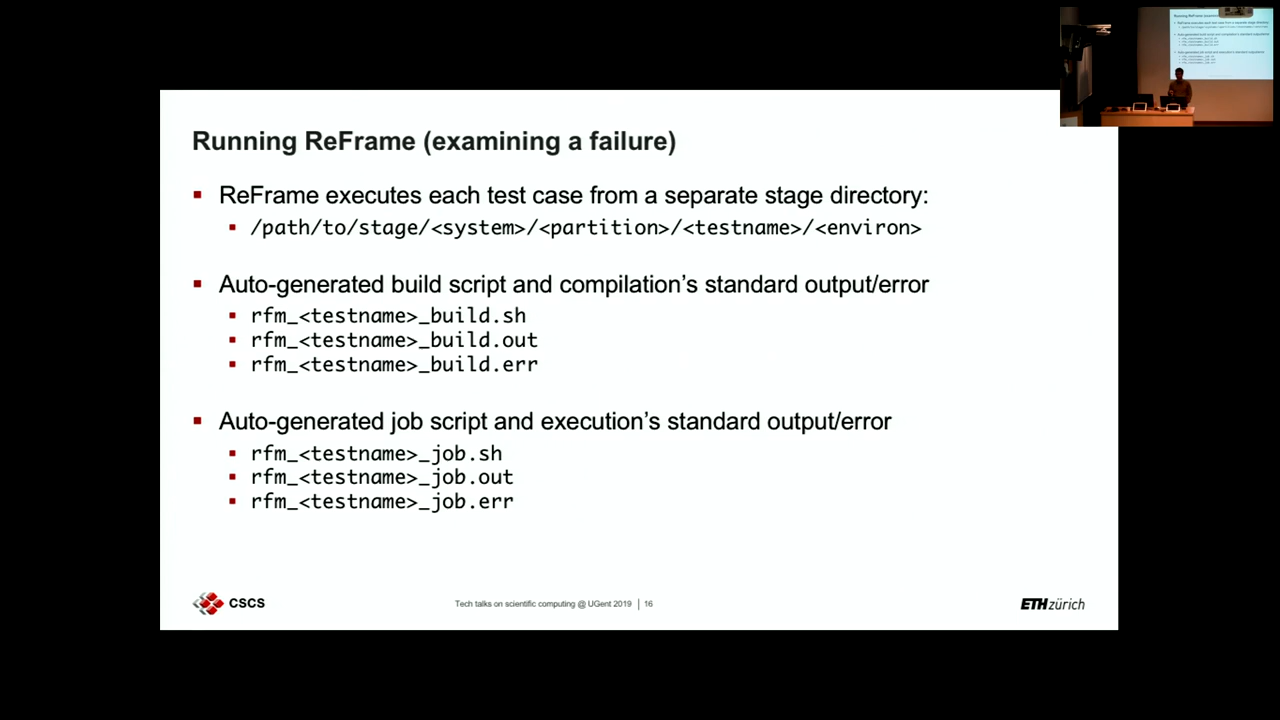 Running ReFrame (examining a failure)
ReFrame executes each test case from a separate stage directory:
/path/to/stage/<system>/<partition>/<testname>/<environ>
Auto-generated build script and compilation’s standard output/error
rfm_<testname>_build.sh
rfm_<testname>_build.out
rfm_<testname>_build.err
Auto-generated job script and execution’s standard output/error
rfm_<testname>_job.sh
rfm_<testname>_job.out
rfm_<testname>_job.err
CSCS
Tech talks on scientific computing @ UGent 2019 | 16
ETH zürich